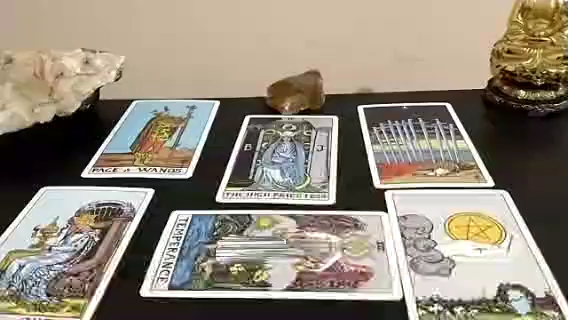 PAGE of WANDS.
B J
THE HIGH PRIESTESS
X
TEMPERANCE.